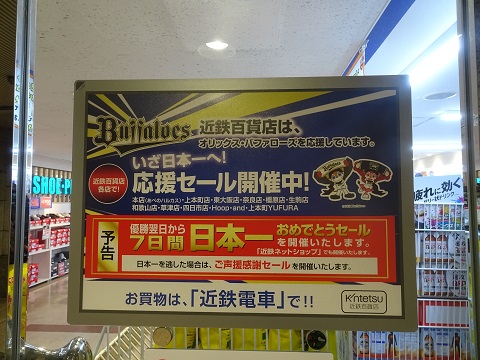 Buffaloes 近鉄百貨店は、
オリックス・バファローズを応援しています。
近鉄百貨店
各店で!
いざ日本一へ!
応援セール開催中!
本店(あべのハルカス)・上本町店・東大阪店・奈良店・橿原店・生駒店
和歌山店・草津店・四日市店・Hoop・and・上本町YUFURA
予告
優勝翌日から
7日間 日本一 おめでとうセール
を開催いたします。
「近鉄ネットショップ」でも開催いたします。
日本一を逃した場合は、ご声援感謝セールを開催いたします。
お買物は、「近鉄電車」で!!
Kintetsu
近鉄百貨店
SHOE・P
疲れに効く